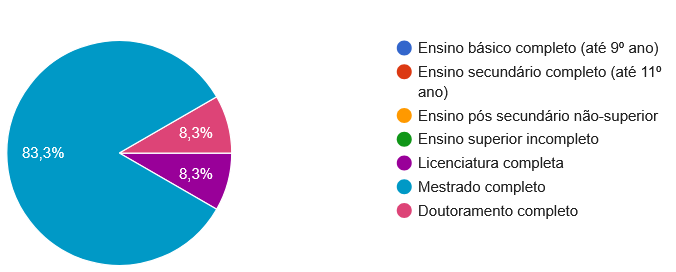 83,3%
8,3%
8,3%
Ensino básico completo (até 9º ano)
Ensino secundário completo (até 11º
ano)
Ensino pós secundário não-superior
Ensino superior incompleto
Licenciatura completa
Mestrado completo
Doutoramento completo